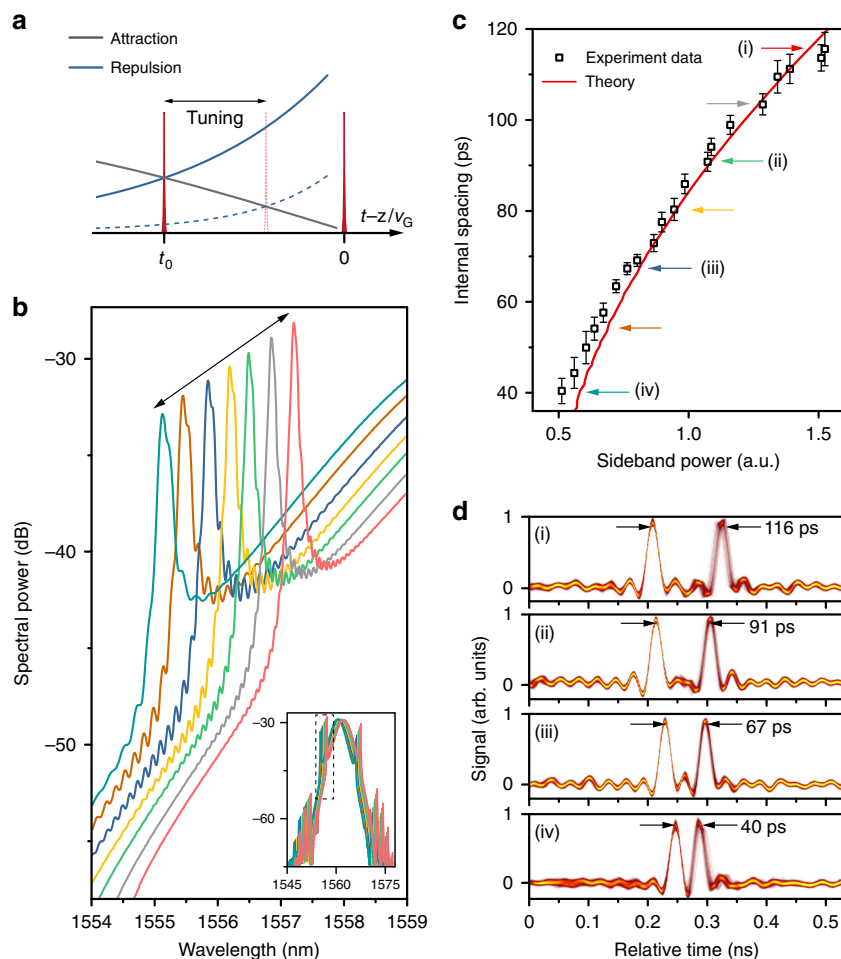 a
Attraction
Repulsion
Tuning
t–z/vG
t0
0
b
–30
–40
–50
Spectral power (dB)
–30
–60
1545
1560
1575
1554
1555
1556
1557
1558
1559
Wavelength (nm)
c
120
100
80
60
40
Internal spacing (ps)
Experiment data
Theory
(i)
(ii)
(iii)
(iv)
0.5
1.0
1.5
Sideband power (a.u.)
d
1
0
(i)
116 ps
1
0
(ii)
91 ps
1
0
(iii)
67 ps
1
0
(iv)
40 ps
Signal (arb. units)
0
0.1
0.2
0.3
0.4
0.5
Relative time (ns)